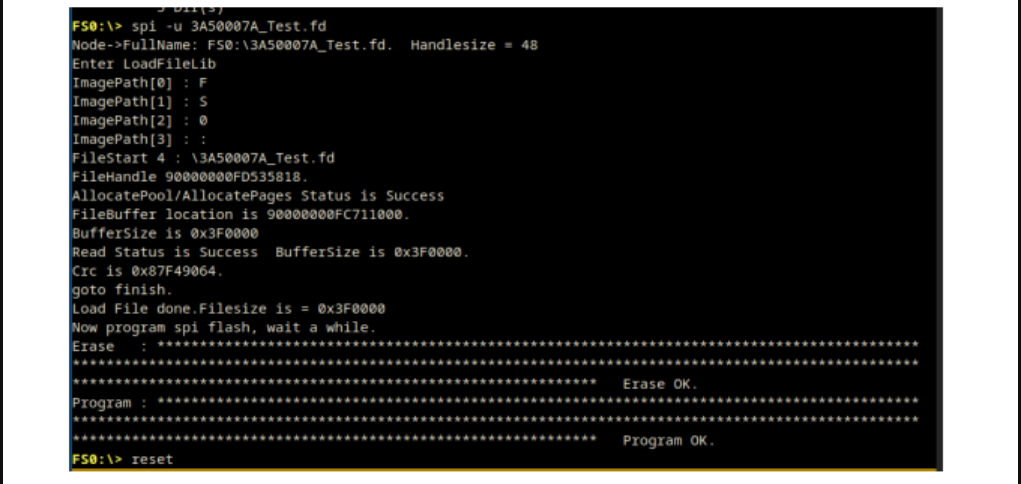 5 Dir(s)
FS0:\> spi -u 3A50007A_Test.fd
Node->FullName: FS0:\3A50007A_Test.fd.  Handlesize = 48
Enter LoadFileLib
ImagePath[0] : F
ImagePath[1] : S
ImagePath[2] : 0
ImagePath[3] : :
FileStart 4 : \3A50007A_Test.fd
FileHandle 90000000FD535818.
AllocatePool/AllocatePages Status is Success
FileBuffer location is 90000000FC711000.
BufferSize is 0x3F0000
Read Status is Success  BufferSize is 0x3F0000.
Crc is 0x87F49064.
goto finish.
Load File done.Filesize is = 0x3F0000
Now program spi flash, wait a while.
Erase   : ******************************************************************************************
****************************************************************************************************
**************************************************************   Erase OK.
Program : ******************************************************************************************
****************************************************************************************************
**************************************************************   Program OK.
FS0:\> reset